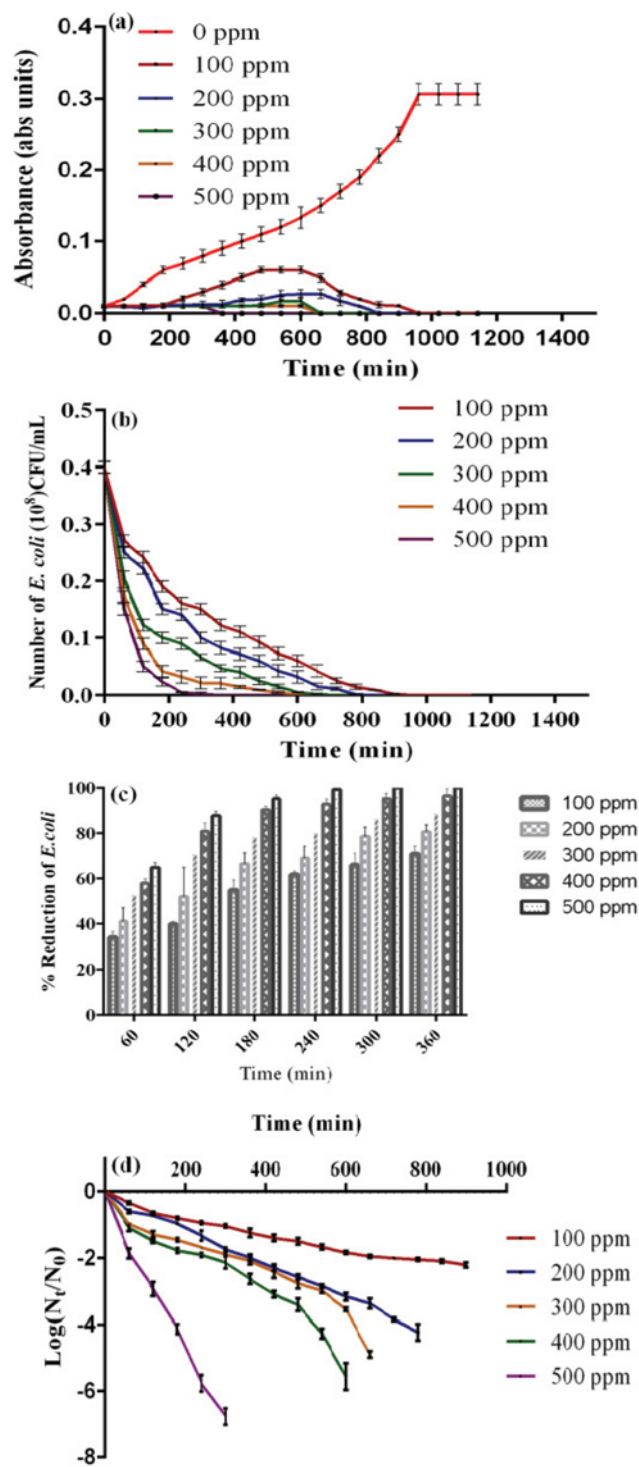 (a)
0 ppm
100 ppm
200 ppm
300 ppm
400 ppm
500 ppm
Absorbance (abs units)
0.4
0.3
0.2
0.1
0.0
0 200 400 600 800 1000 1200 1400
Time (min)
(b)
100 ppm
200 ppm
300 ppm
400 ppm
500 ppm
Number of E. coli (10⁸)CFU/mL
0.5
0.4
0.3
0.2
0.1
0.0
0 200 400 600 800 1000 1200 1400
Time (min)
(c)
100 ppm
200 ppm
300 ppm
400 ppm
500 ppm
% Reduction of E.coli
100
80
60
40
20
0
60 120 180 240 300 360
Time (min)
Time (min)
(d)
200 400 600 800 1000
0
-2
-4
-6
-8
Log(Nt/N0)
100 ppm
200 ppm
300 ppm
400 ppm
500 ppm